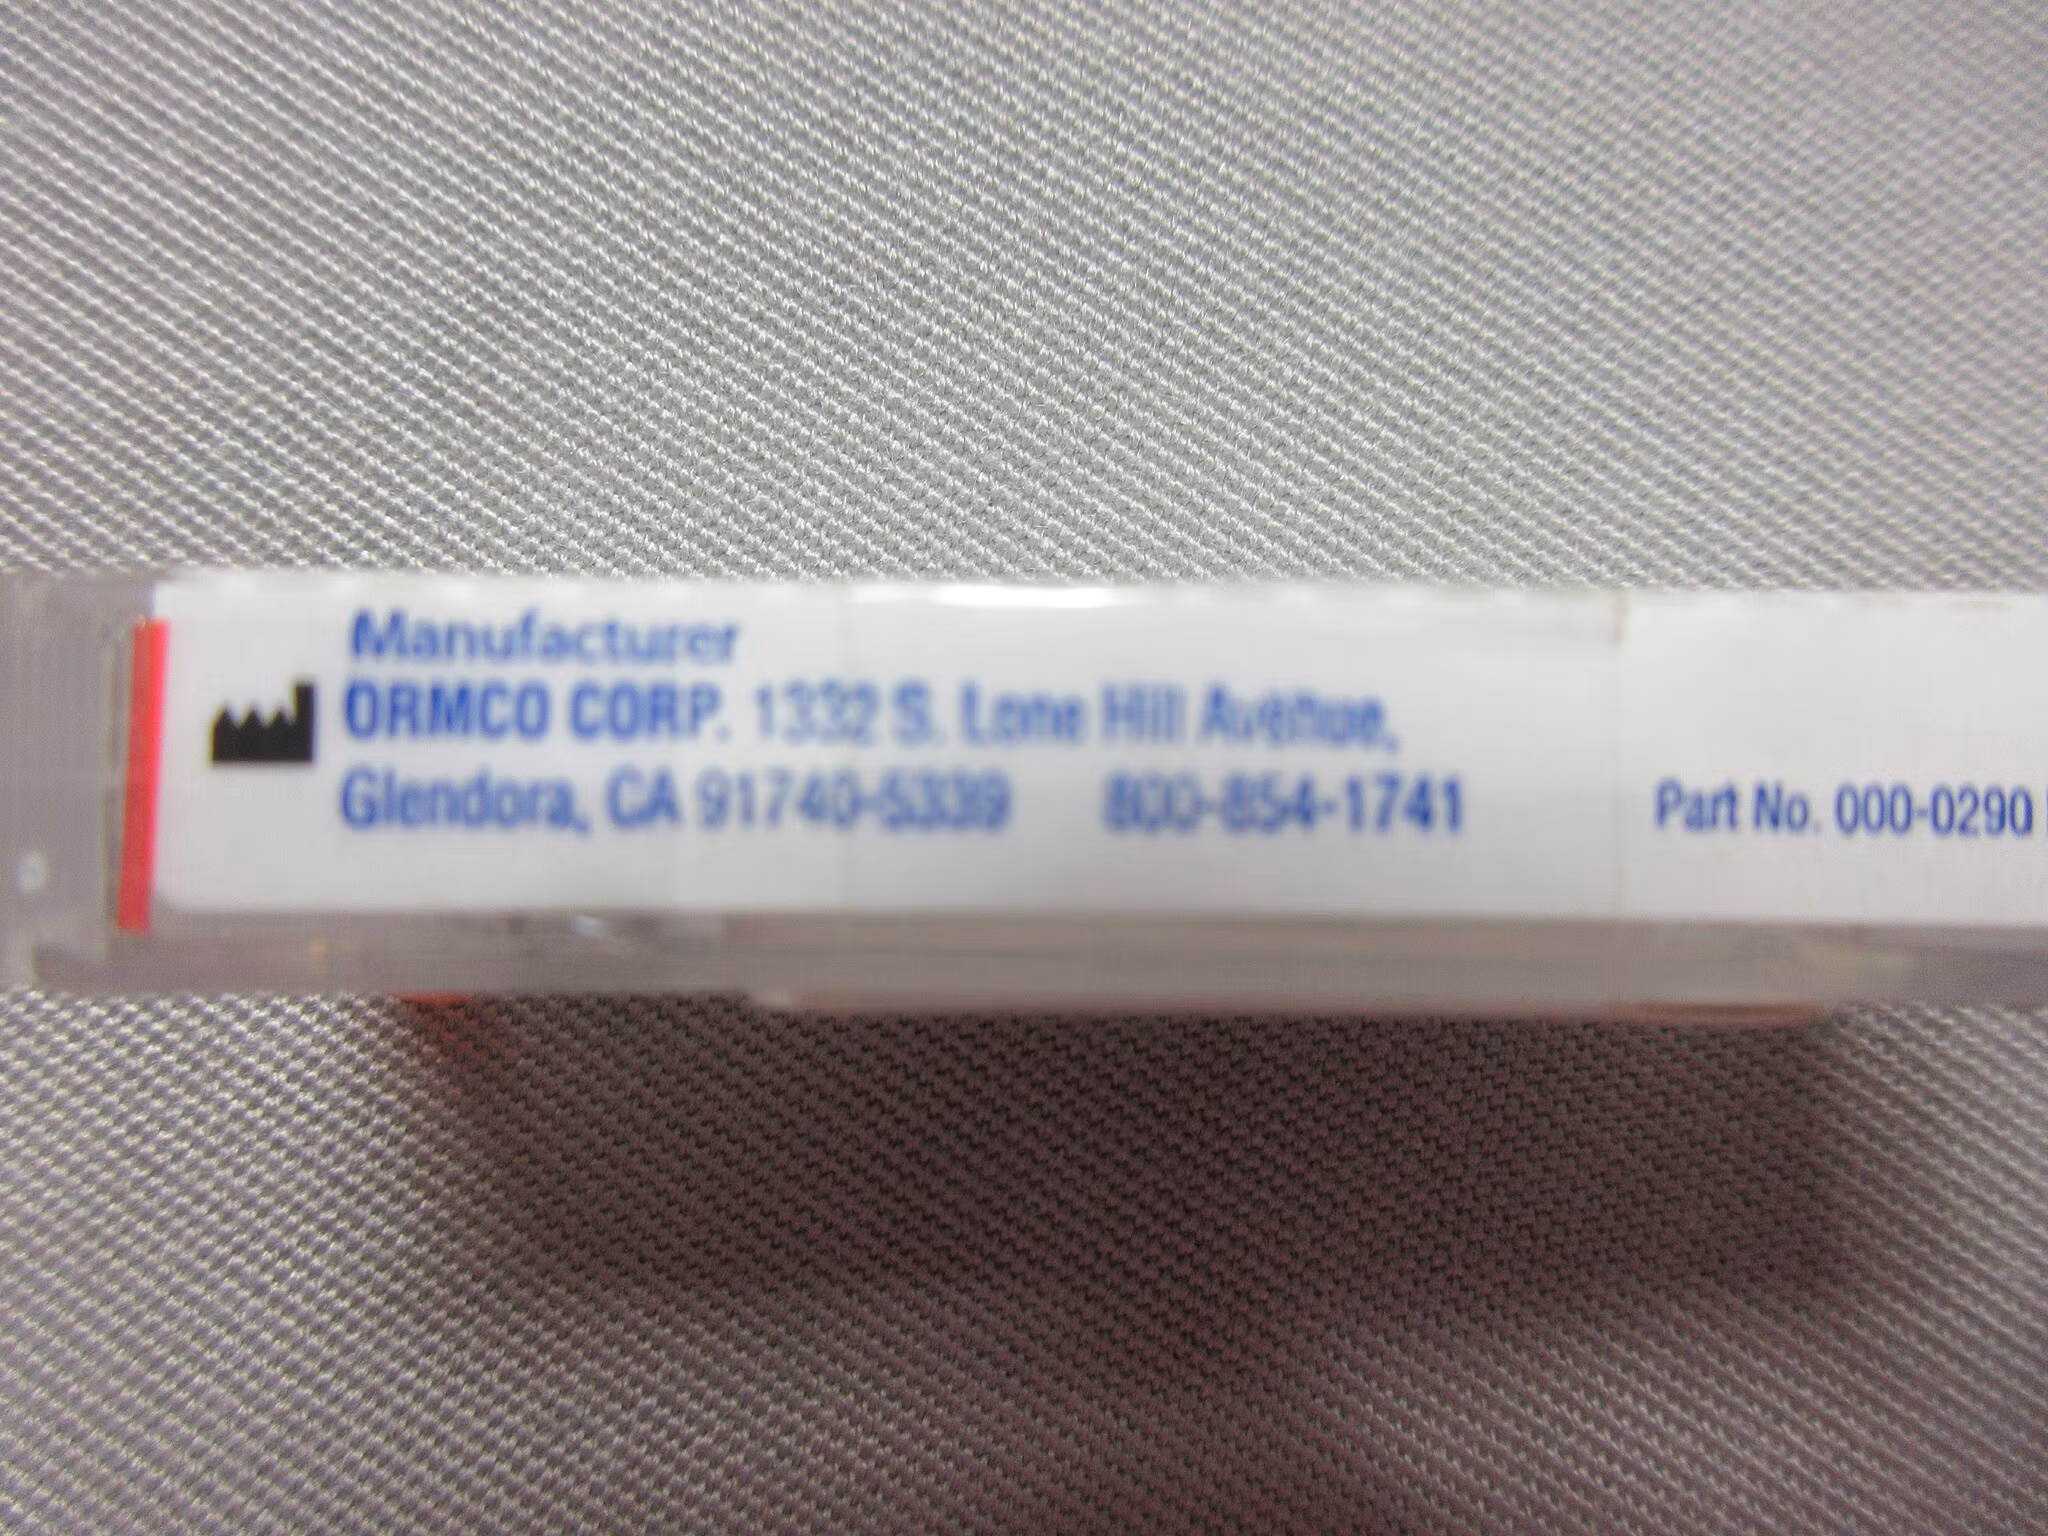 Manufacturer
ORMCO CORP. 1332 S. Lone Hill Avenue,
Glendora, CA 91740-5339 800-854-1741
Part No. 000-0290